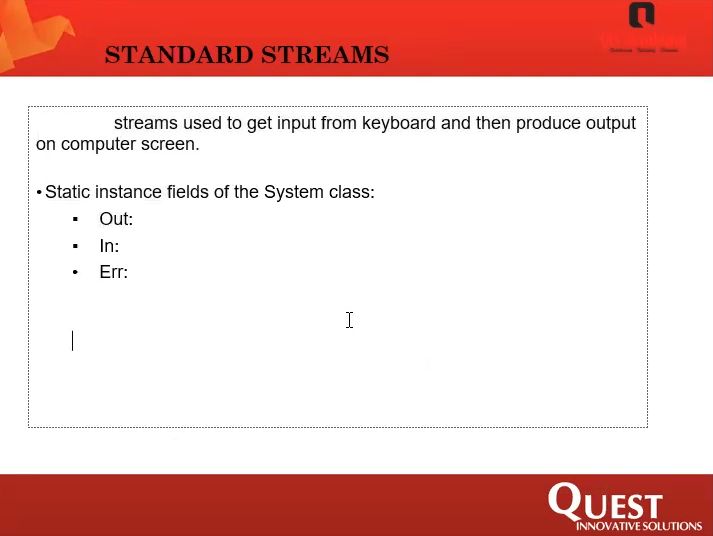 STANDARD STREAMS
streams used to get input from keyboard and then produce output
on computer screen.
• Static instance fields of the System class:
▪ Out:
▪ In:
• Err:
QUEST
INNOVATIVE SOLUTIONS